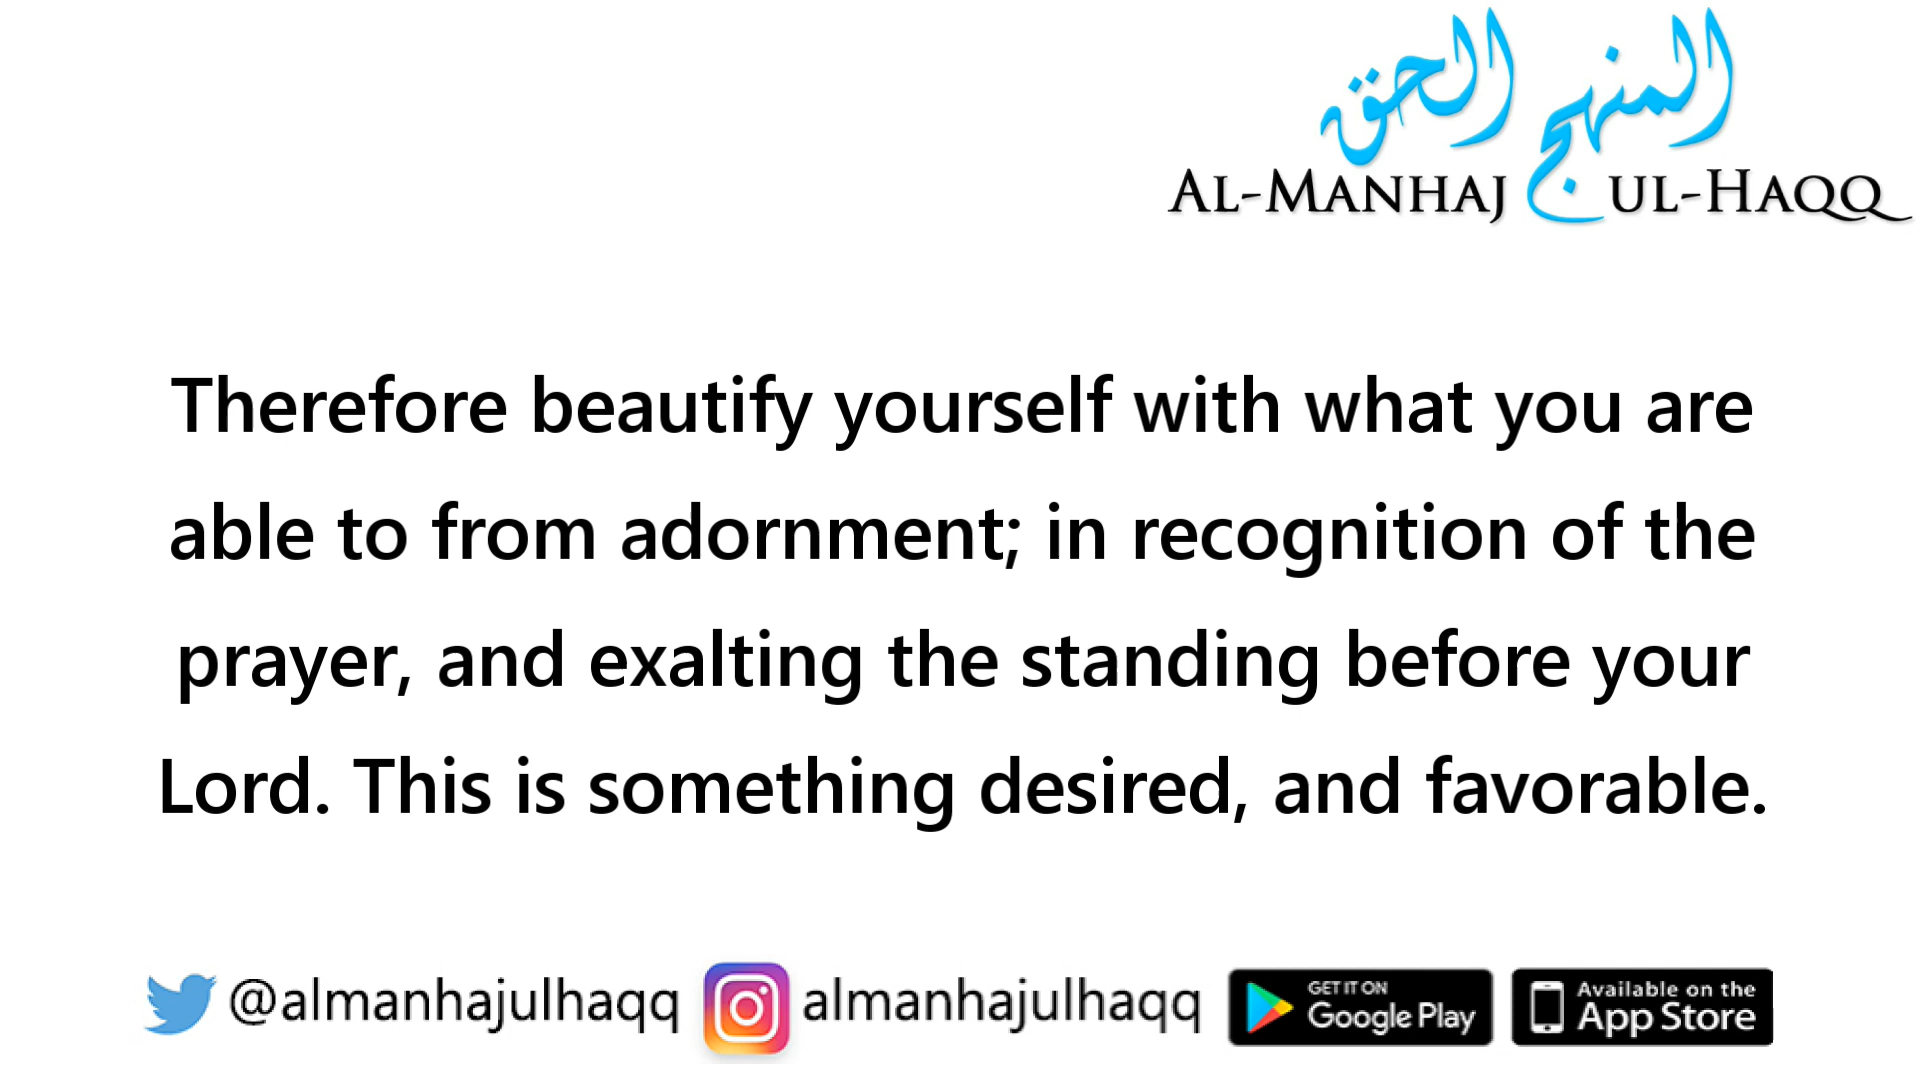 المنهج الحق
AL-MANHAJ UL-HAQQ
Therefore beautify yourself with what you are
able to from adornment; in recognition of the
prayer, and exalting the standing before your
Lord. This is something desired, and favorable.
@almanhajulhaqq almanhajulhaqq GET IT ON Google Play Available on the App Store